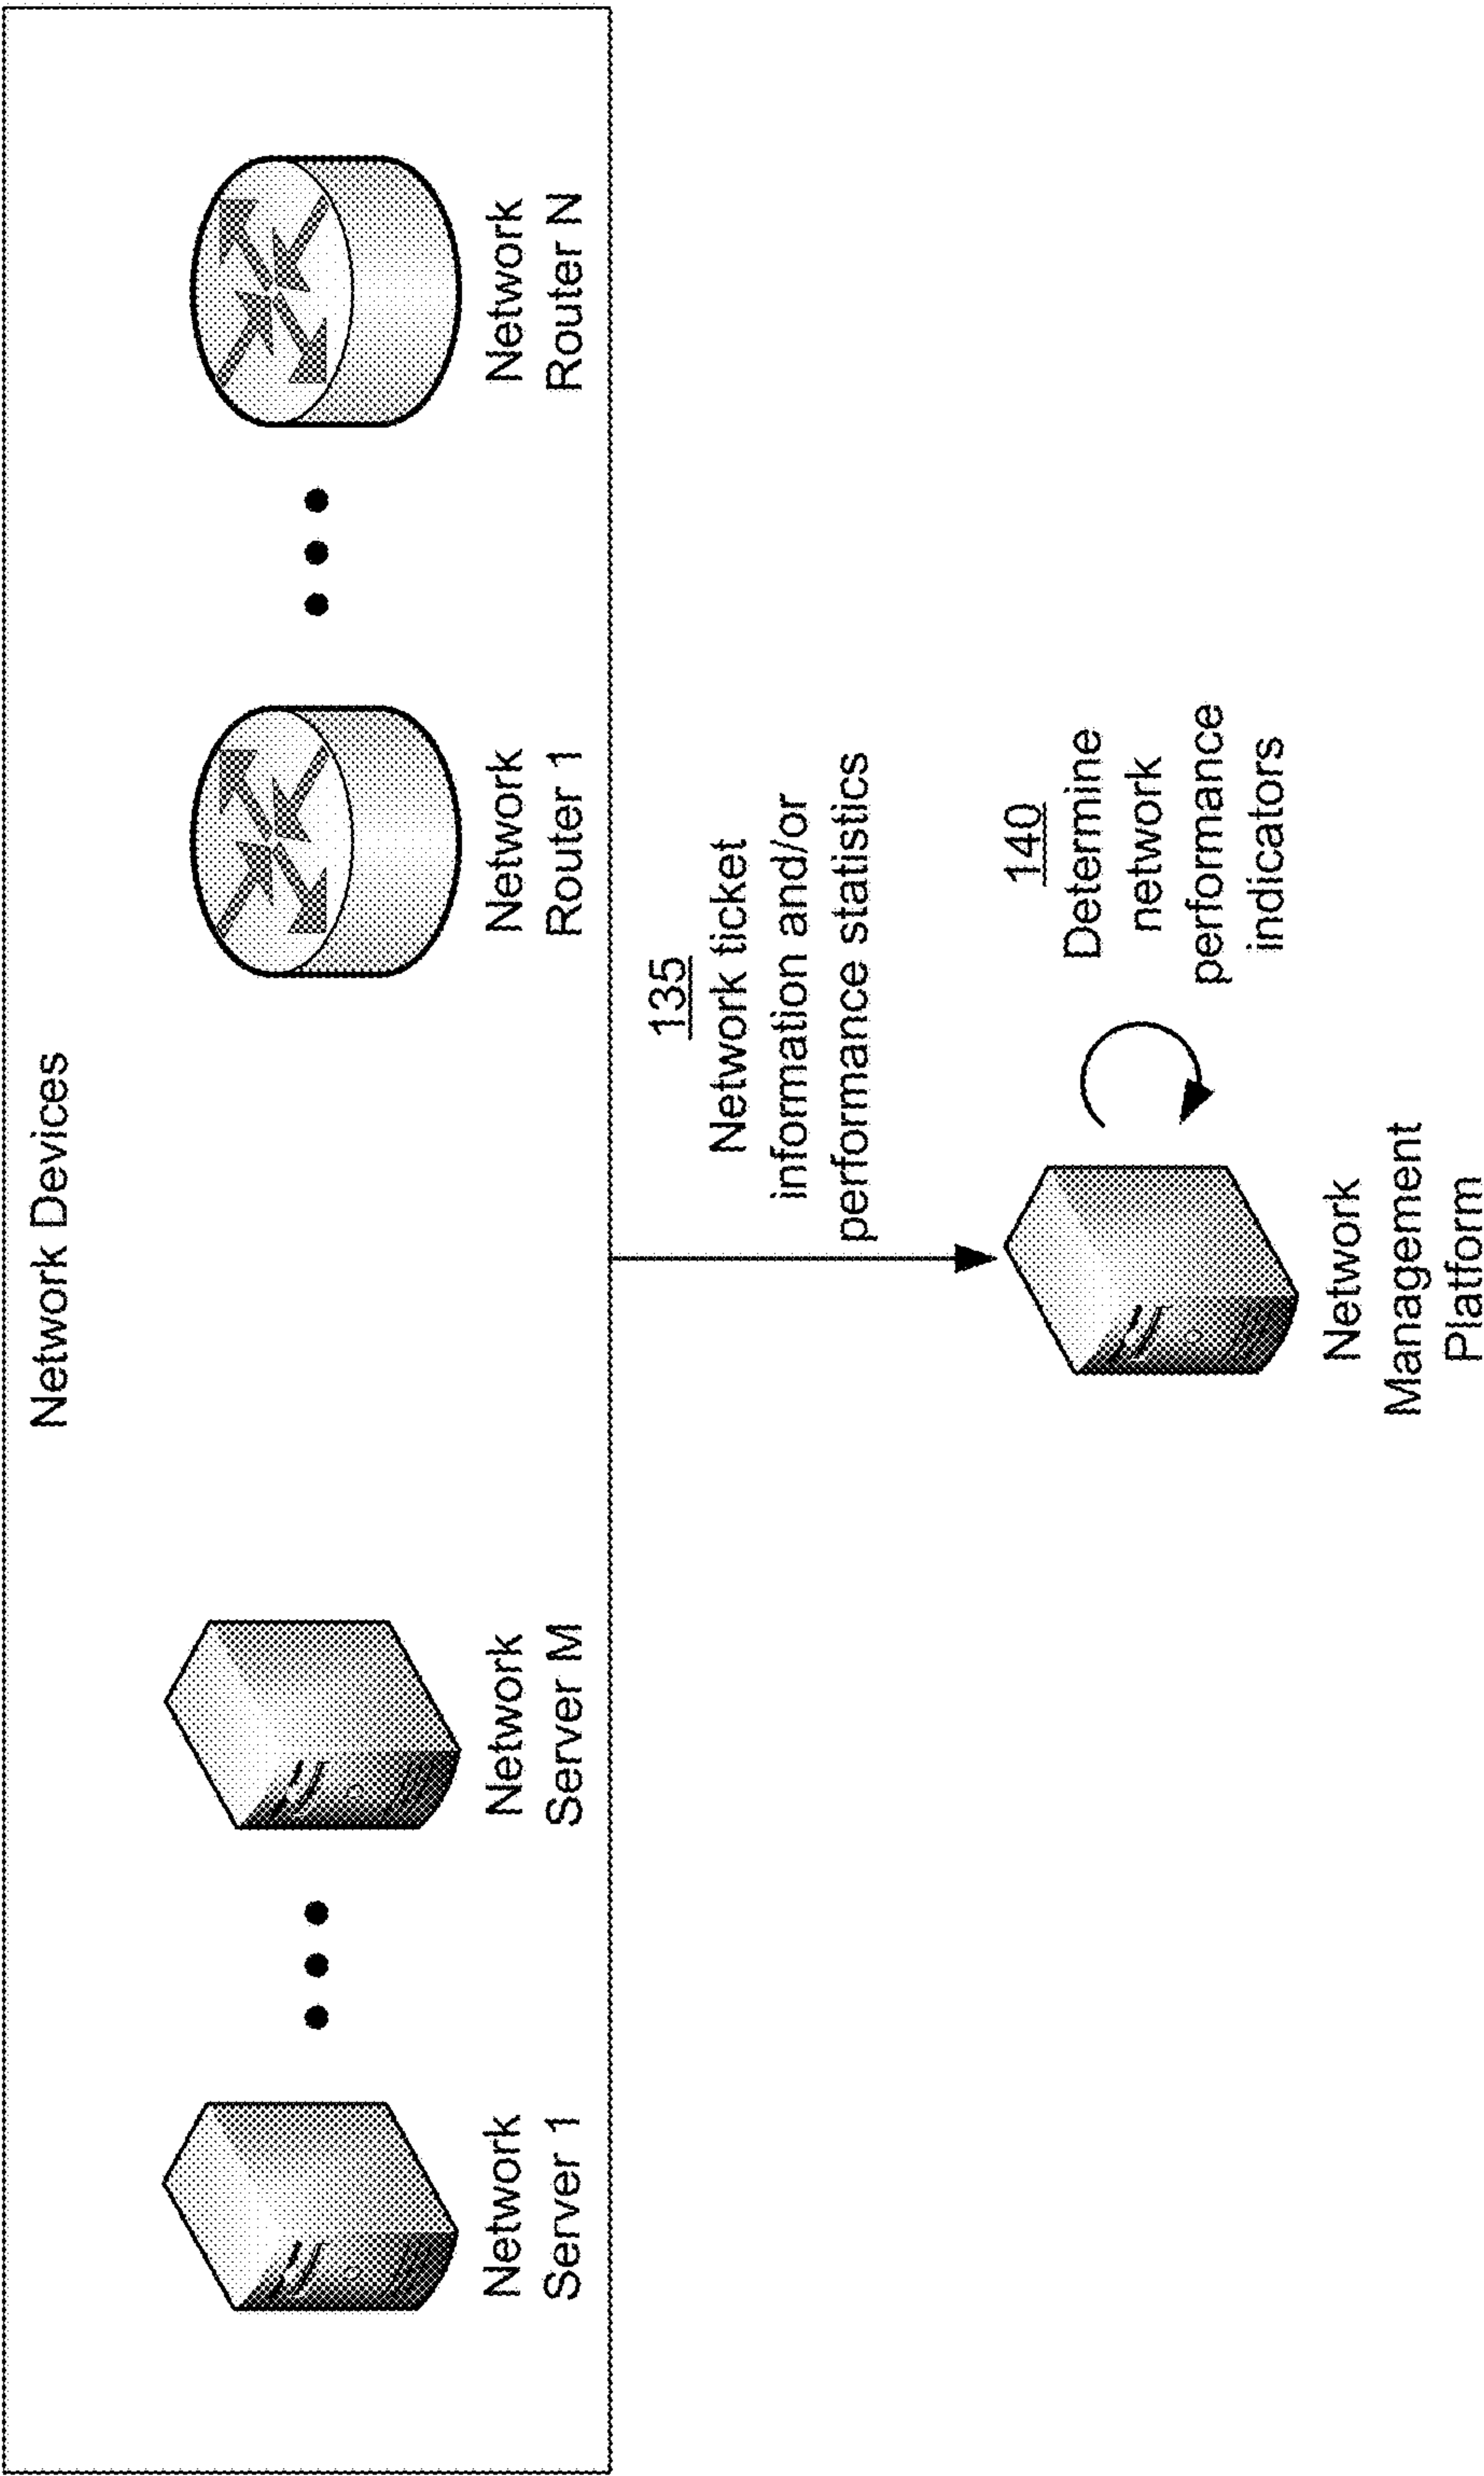 Network Devices
Network
Server 1
Network
Server M
Network
Router 1
Network
Router N
135
Network ticket
information and/or
performance statistics
140
Determine
network
performance
indicators
Network
Management
Platform